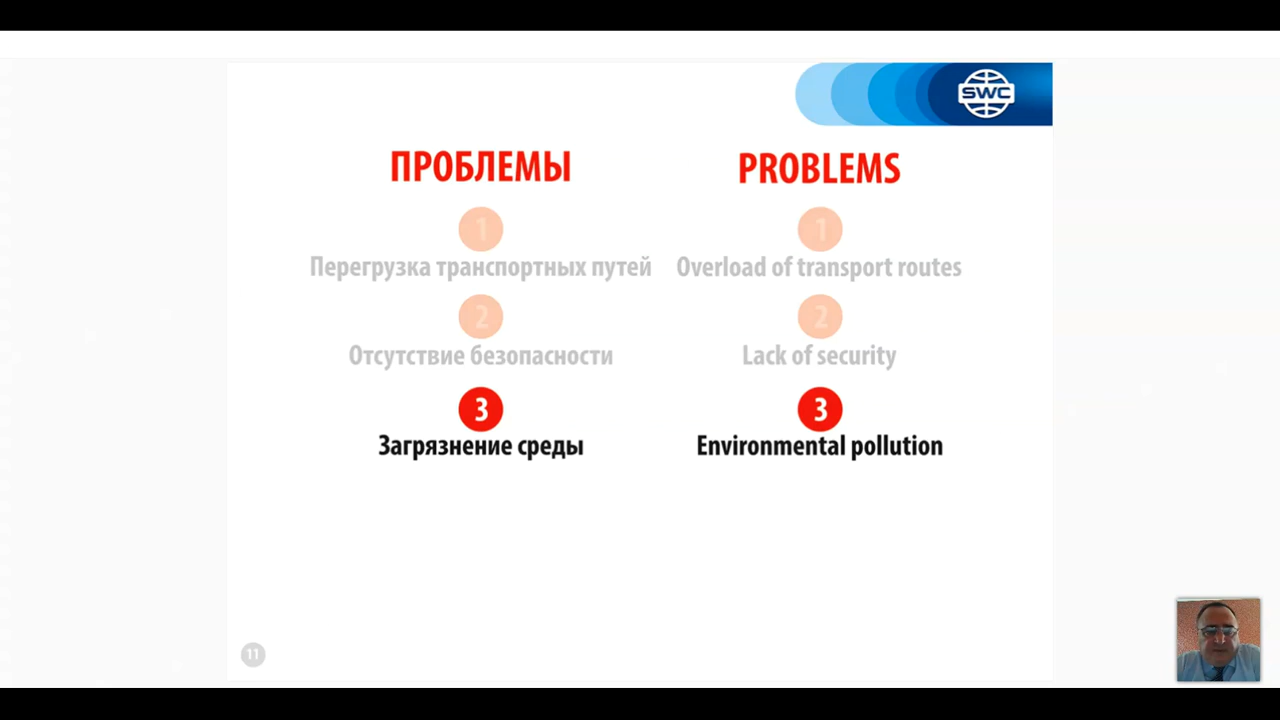 SWC
ПРОБЛЕМЫ
1
Перегрузка транспортных путей
2
Отсутствие безопасности
3
Загрязнение среды
PROBLEMS
1
Overload of transport routes
2
Lack of security
3
Environmental pollution
11